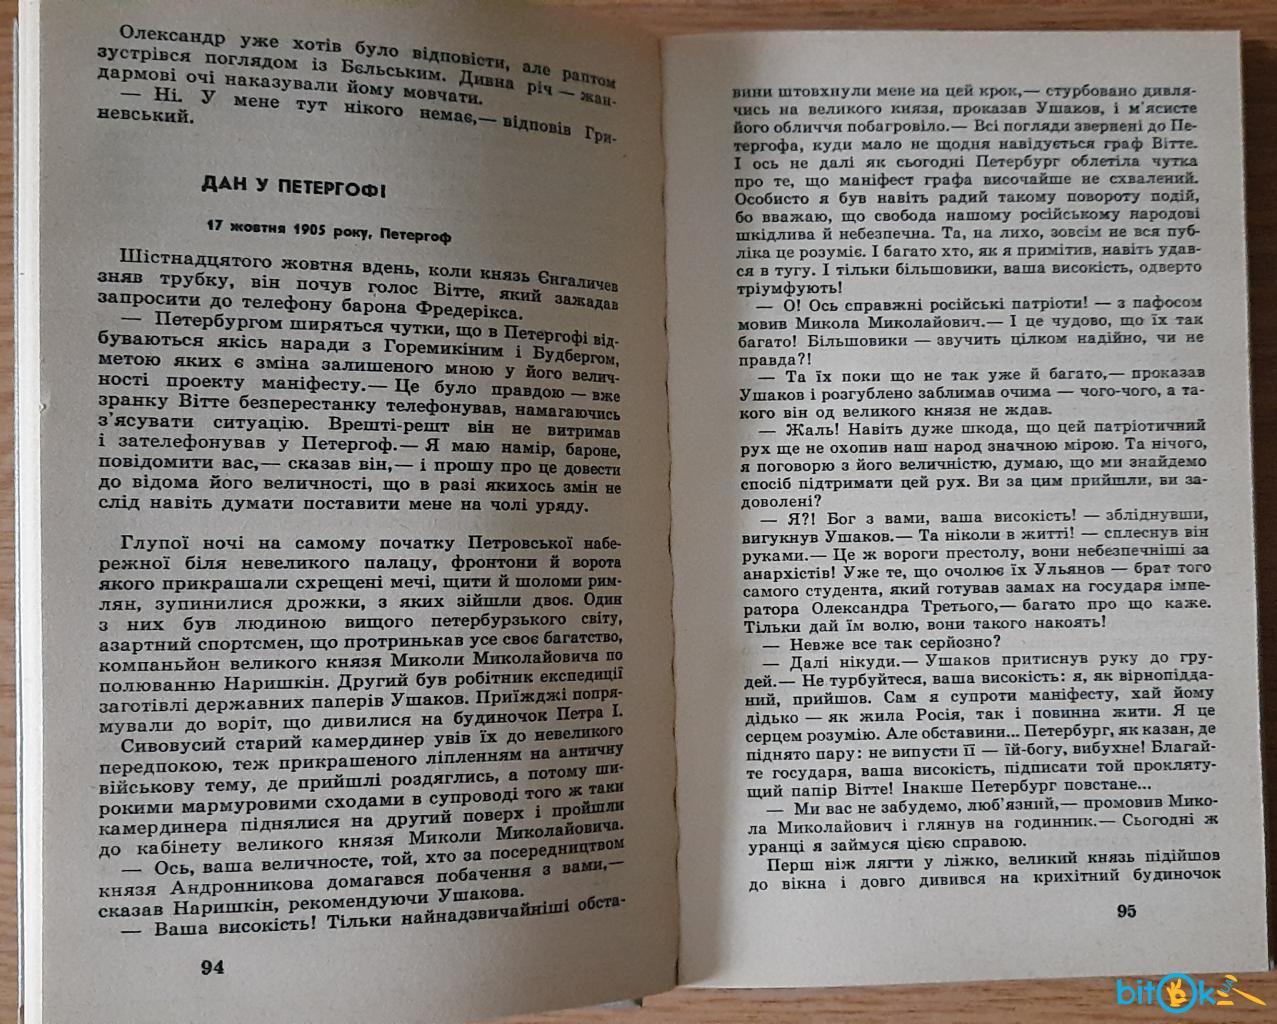 Олександр уже хотів було відповісти, але раптом
зустрівся поглядом із Бєльським. Дивна річ — жан-
дармові очі наказували йому мовчати.
— Ні. У мене тут нікого немає,— відповів Гри-
невський.
ДАН У ПЕТЕРГОФІ
17 жовтня 1905 року, Петергоф
Шістнадцятого жовтня вдень, коли князь Єнгаличев
зняв трубку, він почув голос Вітте, який зажадав
запросити до телефону барона Фредерікса.
— Петербургом ширяться чутки, що в Петергофі від-
буваються якісь наради з Горемикіним і Будбергом,
метою яких є зміна залишеного мною у його велич-
ності проекту маніфесту.— Це було правдою — вже
зранку Вітте безперестанку телефонував, намагаючись
з'ясувати ситуацію. Врешті-решт він не витримав
і зателефонував у Петергоф.— Я маю намір, бароне,
повідомити вас,— сказав він,— і прошу про це довести
до відома його величності, що в разі якихось змін не
слід навіть думати поставити мене на чолі уряду.
Глупої ночі на самому початку Петровської набе-
режної біля невеликого палацу, фронтони й ворота
якого прикрашали схрещені мечі, щити й шоломи рим-
лян, зупинилися дрожки, з яких зійшли двоє. Один
з них був людиною вищого петербурзького світу,
азартний спортсмен, що протринькав усе своє багатство,
компаньйон великого князя Миколи Миколайовича по
полюванню Наришкін. Другий був робітник експедиції
заготівлі державних паперів Ушаков. Приїжджі попря-
мували до воріт, що дивилися на будиночок Петра І.
Сивовусий старий камердинер увів їх до невеликого
передпокою, теж прикрашеного ліпленням на античну
військову тему, де прийшлі роздяглись, а потому ши-
рокими мармуровими сходами в супроводі того ж таки
камердинера піднялися на другий поверх і пройшли
до кабінету великого князя Миколи Миколайовича.
— Ось, ваша величносте, той, хто за посередництвом
князя Андронникова домагався побачення з вами,—
сказав Наришкін, рекомендуючи Ушакова.
— Ваша високість! Тільки найнадзвичайніші обста-
94
вини штовхнули мене на цей крок,— стурбовано дивля-
чись на великого князя, проказав Ушаков, і м'ясисте
його обличчя побагровіло.— Всі погляди звернені до Пе-
тергофа, куди мало не щодня навідується граф Вітте.
І ось не далі як сьогодні Петербург облетіла чутка
про те, що маніфест графа височайше не схвалений.
Особисто я був навіть радий такому повороту подій,
бо вважаю, що свобода нашому російському народові
шкідлива й небезпечна. Та, на лихо, зовсім не вся пуб-
ліка це розуміє. І багато хто, як я примітив, навіть удав-
ся в тугу. І тільки більшовики, ваша високість, одверто
тріумфують!
— О! Ось справжні російські патріоти! — з пафосом
мовив Микола Миколайович.— І це чудово, що їх так
багато! Більшовики — звучить цілком надійно, чи не
правда?!
— Та їх поки що не так уже й багато,— проказав
Ушаков і розгублено заблимав очима — чого-чого, а та-
кого він од великого князя не ждав.
— Жаль! Навіть дуже шкода, що цей патріотичний
рух ще не охопив наш народ значною мірою. Та нічого,
я поговорю з його величністю, думаю, що ми знайдемо
спосіб підтримати цей рух. Ви за цим прийшли, ви за-
доволені?
— Я?! Бог з вами, ваша високість! — збліднувши,
вигукнув Ушаков.— Та ніколи в житті! — сплеснув він
руками.— Це ж вороги престолу, вони небезпечніші за
анархістів! Уже те, що очолює їх Ульянов — брат того
самого студента, який готував замах на государя імпе-
ратора Олександра Третього,— багато про що каже.
Тільки дай їм волю, вони такого накоять!
— Невже все так серйозно?
— Далі нікуди.— Ушаков притиснув руку до гру-
дей.— Не турбуйтеся, ваша високість: я, як вірнопідда-
ний, прийшов. Сам я супроти маніфесту, хай йому
дідько — як жила Росія, так і повинна жити. Я це
серцем розумію. Але обставини... Петербург, як казан, де
піднято пару: не випусти її — їй-богу, вибухне! Благай-
те государя, ваша високість, підписати той проклятý-
щий папір Вітте! Інакше Петербург повстане...
— Ми вас не забудемо, люб'язний,— промовив Мико-
ла Миколайович і глянув на годинник.— Сьогодні ж
уранці я займуся цією справою.
Перш ніж лягти у ліжко, великий князь підійшов
до вікна і довго дивився на крихітний будиночок
95
bitOk